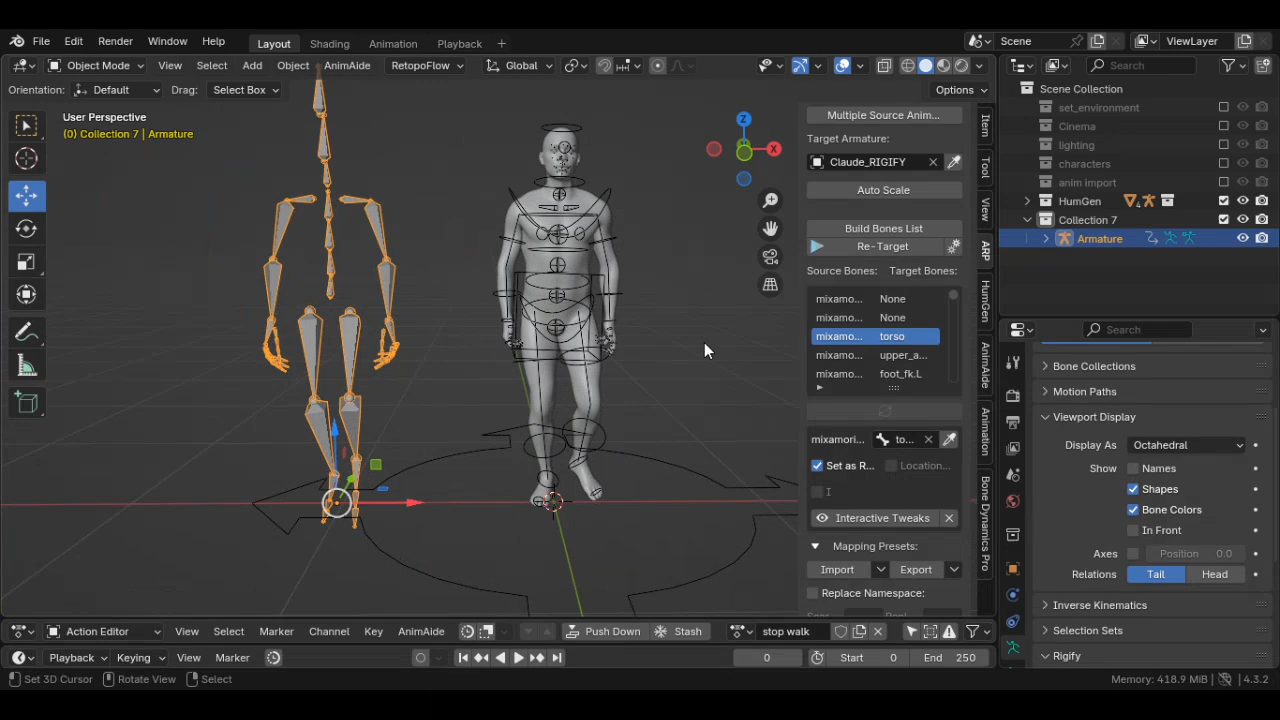 File Edit Render Window Help Layout Shading Animation Playback + Scene ViewLayer
Object Mode View Select Add Object AnimAide RetopoFlow Global Search
Orientation: Default Drag: Select Box Options
User Perspective
(0) Collection 7 | Armature
Z
X
Multiple Source Anim...
Target Armature:
Claude_RIGIFY
Auto Scale
Build Bones List
Re-Target
Source Bones: Target Bones:
mixamo... None
mixamo... None
mixamo... torso
mixamo... upper_a...
mixamo... foot_fk.L
mixamori... to...
Set as R... Location...
I
Interactive Tweaks
Mapping Presets:
Import Export
Replace Namespace:
Item
Tool
View
ARP
HumGen
AnimAide
Animation
Bone Dynamics Pro
Scene Collection
set_environment
Cinema
lighting
characters
anim import
HumGen
Collection 7
Armature
Search
Bone Collections
Motion Paths
Viewport Display
Display As Octahedral
Show Names
Shapes
Bone Colors
In Front
Axes Position 0.0
Relations Tail Head
Inverse Kinematics
Selection Sets
Rigify
Action Editor View Select Marker Channel Key AnimAide Push Down Stash stop walk
Playback Keying View Marker 0 Start 0 End 250
Set 3D Cursor Rotate View Select Memory: 418.9 MiB 4.3.2